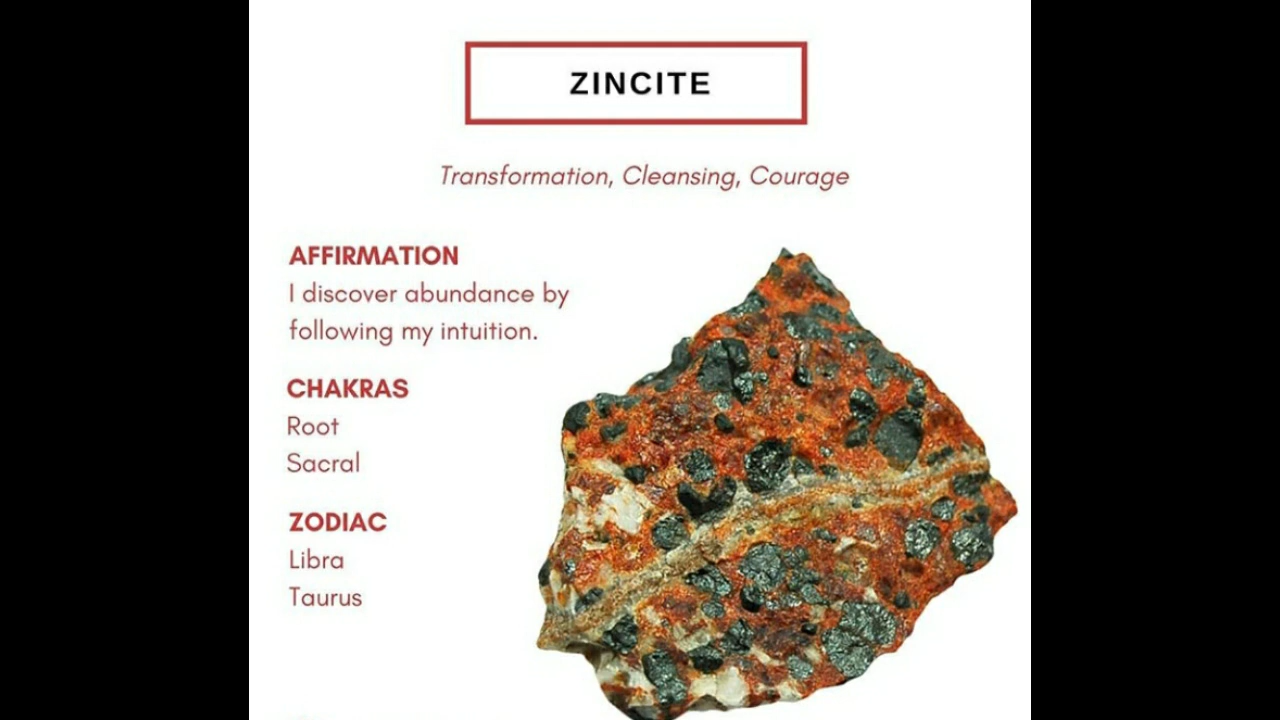 ZINCITE
Transformation, Cleansing, Courage
AFFIRMATION
I discover abundance by
following my intuition.
CHAKRAS
Root
Sacral
ZODIAC
Libra
Taurus